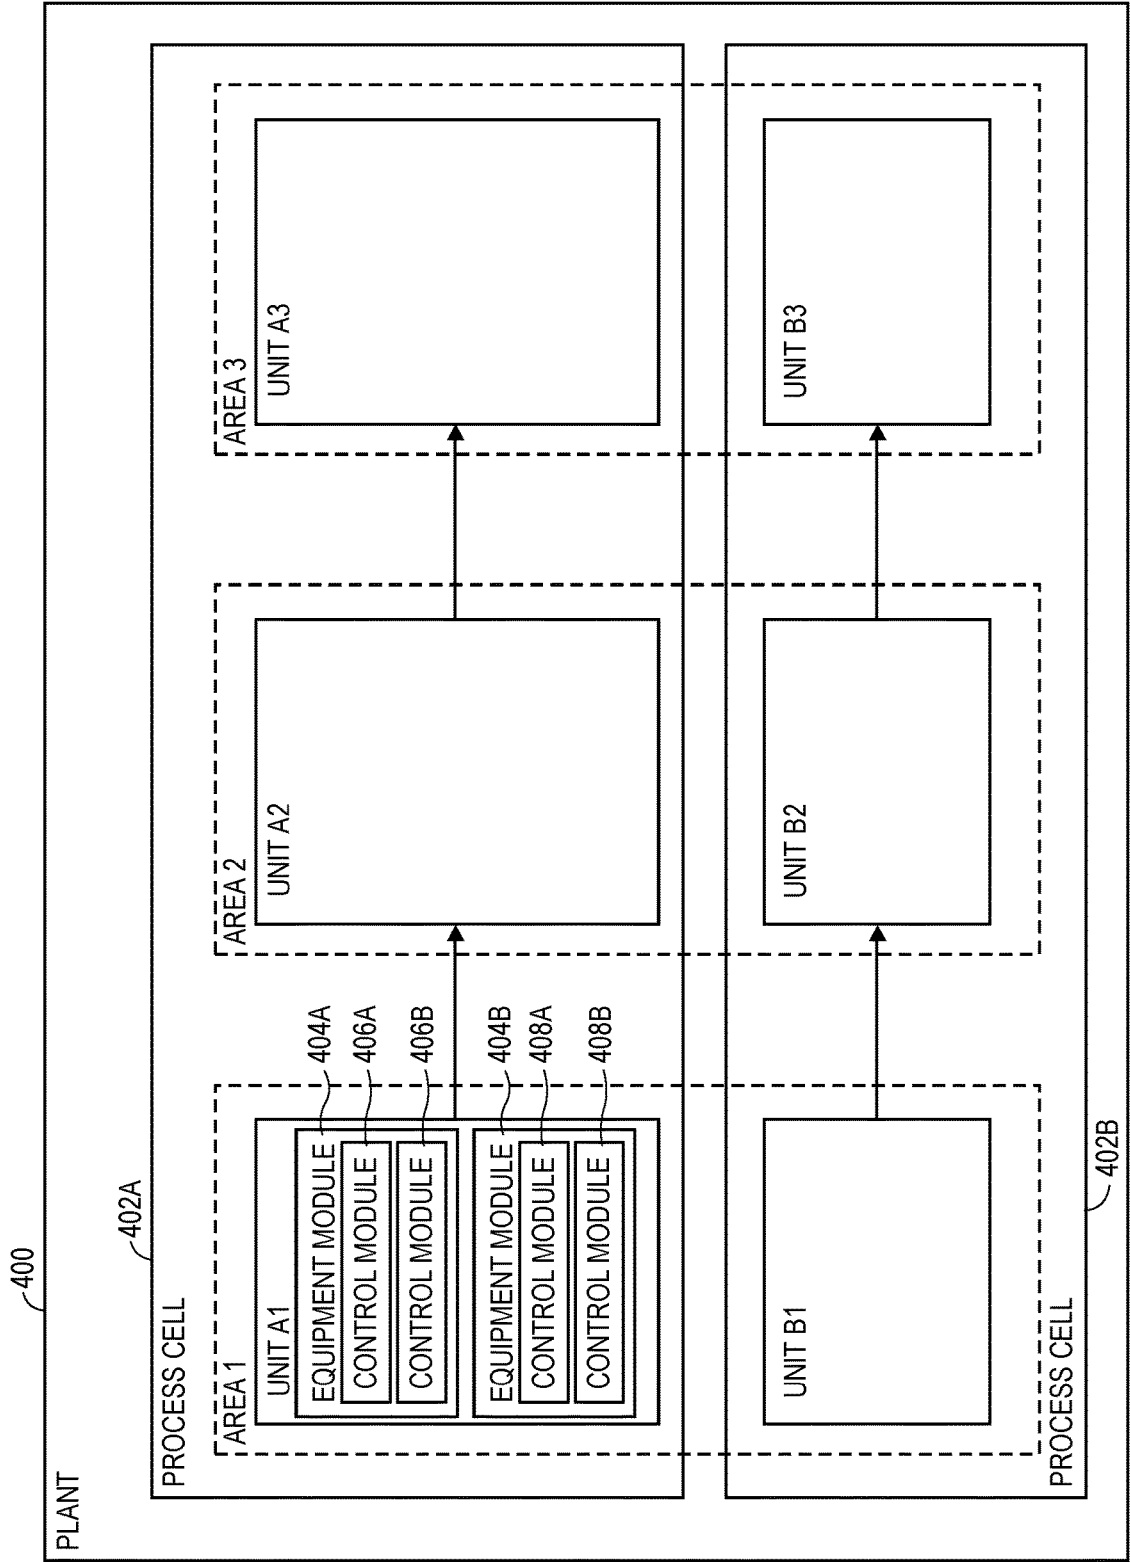 400
PLANT
402A
PROCESS CELL
AREA 1
UNIT A1
EQUIPMENT MODULE
404A
CONTROL MODULE
406A
CONTROL MODULE
406B
EQUIPMENT MODULE
404B
CONTROL MODULE
408A
CONTROL MODULE
408B
AREA 2
UNIT A2
AREA 3
UNIT A3
UNIT B1
UNIT B2
UNIT B3
PROCESS CELL
402B